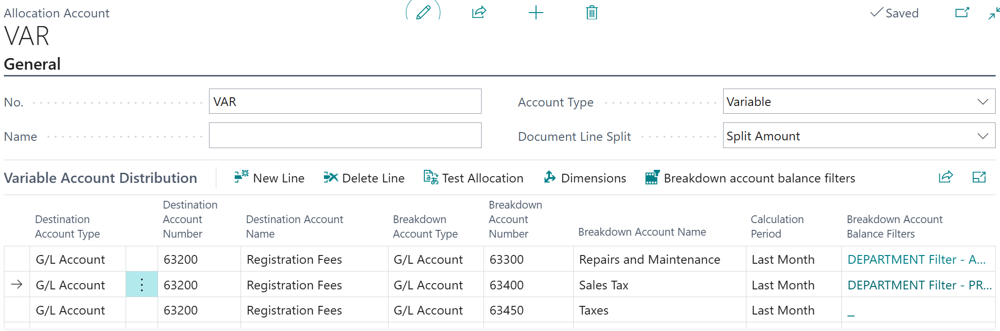 Allocation Account
Saved
VAR
General
No. VAR Account Type Variable
Name Document Line Split Split Amount
Variable Account Distribution New Line Delete Line Test Allocation Dimensions Breakdown account balance filters
Destination Account Type Destination Account Number Destination Account Name Breakdown Account Type Breakdown Account Number Breakdown Account Name Calculation Period Breakdown Account Balance Filters
G/L Account 63200 Registration Fees G/L Account 63300 Repairs and Maintenance Last Month DEPARTMENT Filter - A...
G/L Account 63200 Registration Fees G/L Account 63400 Sales Tax Last Month DEPARTMENT Filter - PR...
G/L Account 63200 Registration Fees G/L Account 63450 Taxes Last Month _